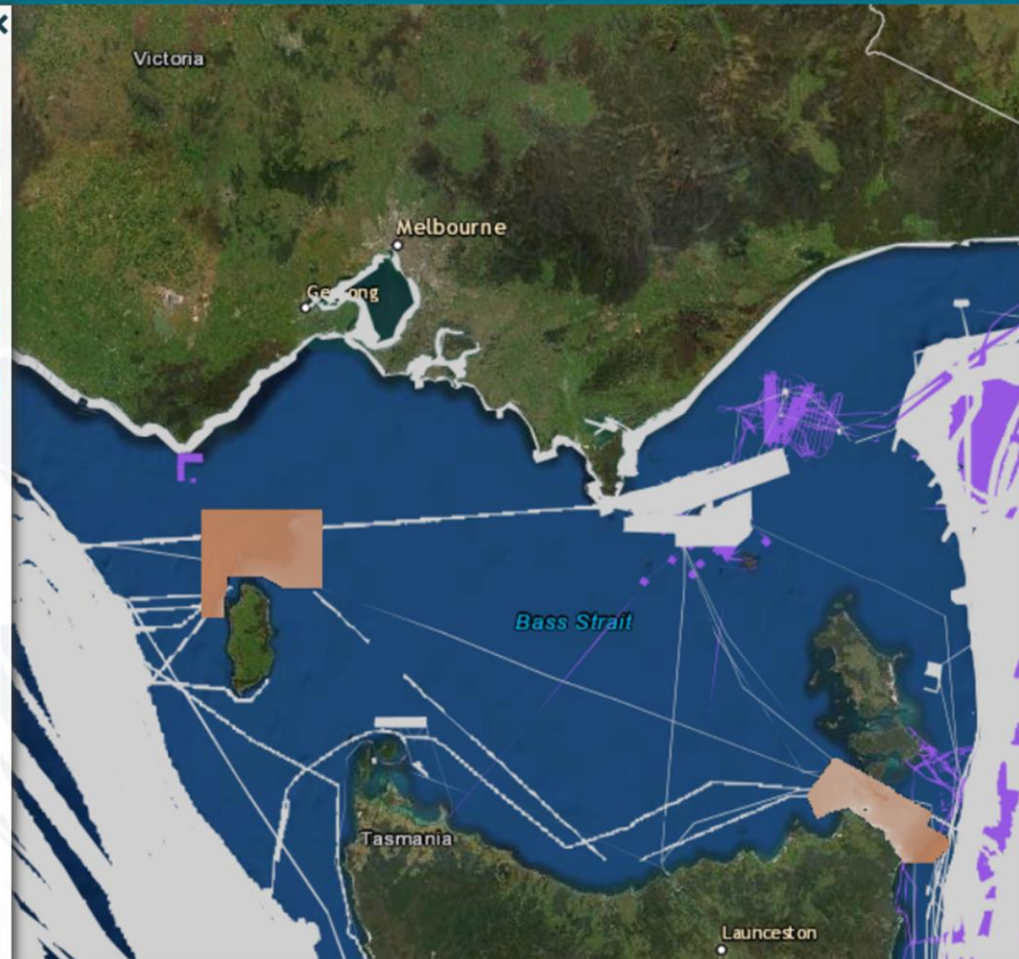 Victoria
Melbourne
Geelong
Bass Strait
Tasmania
Launceston